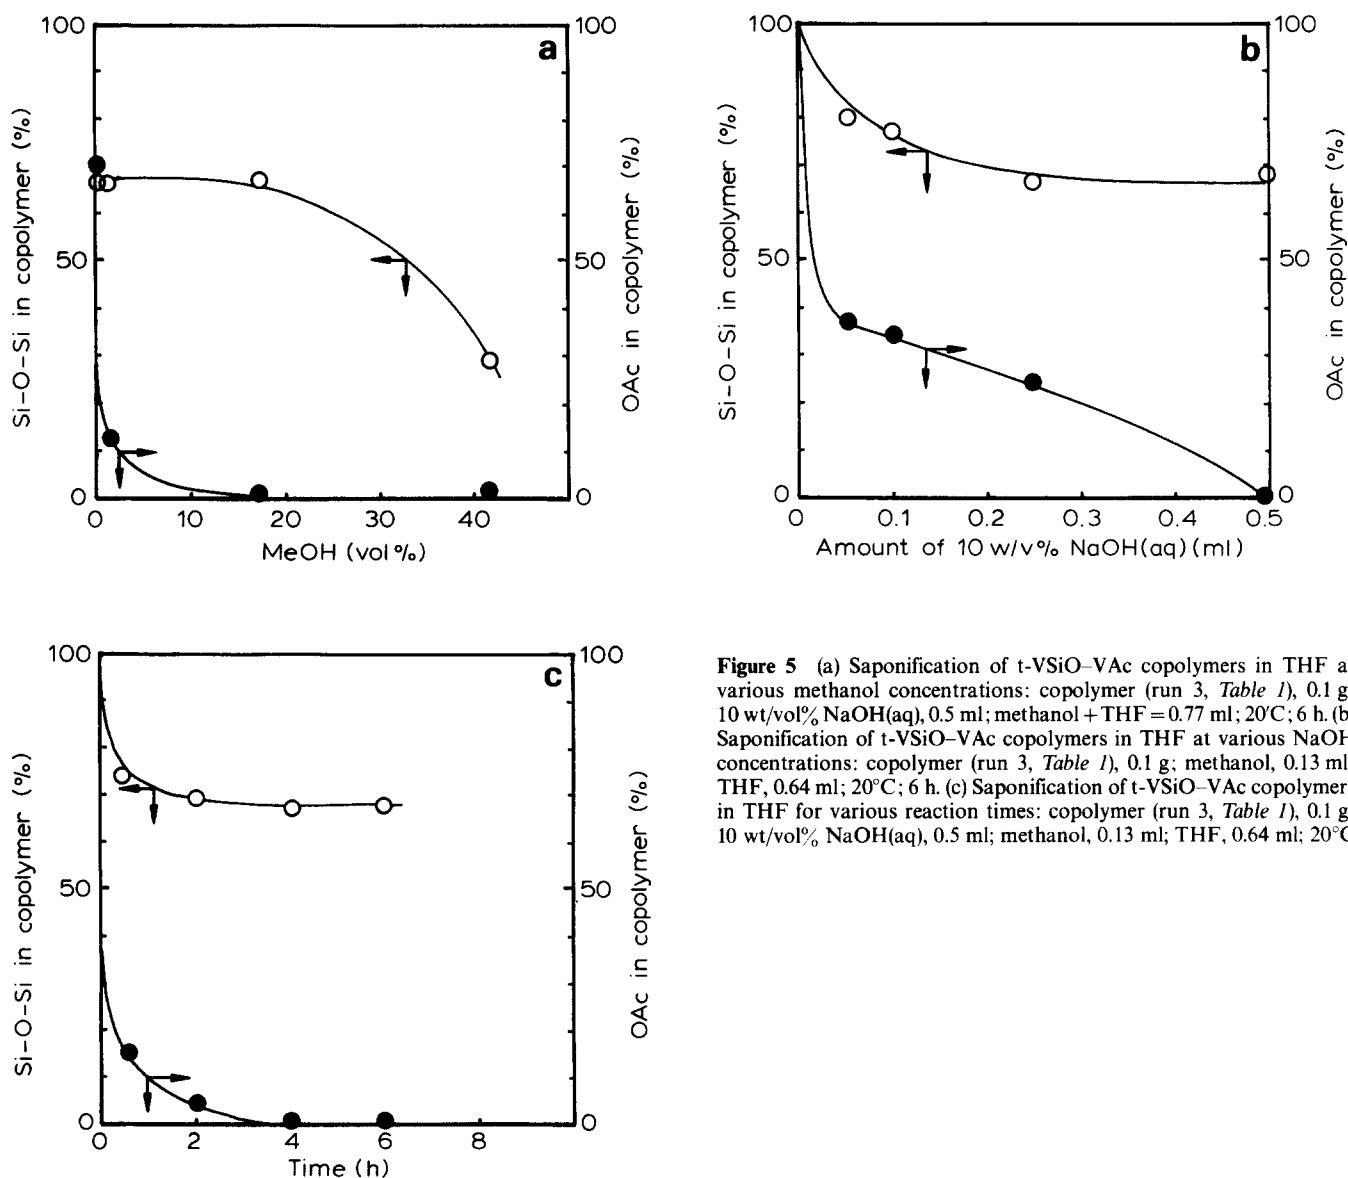 100
100
a
Si–O–Si in copolymer (%)
OAc in copolymer (%)
50
50
0
0
0 10 20 30 40
MeOH (vol %)
100
100
b
Si–O–Si in copolymer (%)
OAc in copolymer (%)
50
50
0
0
0 0.1 0.2 0.3 0.4 0.5
Amount of 10 w/v% NaOH(aq) (ml)
100
100
c
Si–O–Si in copolymer (%)
OAc in copolymer (%)
50
50
0
0
0 2 4 6 8
Time (h)
Figure 5 (a) Saponification of t-VSiO–VAc copolymers in THF a
various methanol concentrations: copolymer (run 3, Table 1), 0.1 g
10 wt/vol% NaOH(aq), 0.5 ml; methanol + THF = 0.77 ml; 20°C; 6 h. (b
Saponification of t-VSiO–VAc copolymers in THF at various NaOH
concentrations: copolymer (run 3, Table 1), 0.1 g; methanol, 0.13 ml
THF, 0.64 ml; 20°C; 6 h. (c) Saponification of t-VSiO–VAc copolymer
in THF for various reaction times: copolymer (run 3, Table 1), 0.1 g
10 wt/vol% NaOH(aq), 0.5 ml; methanol, 0.13 ml; THF, 0.64 ml; 20°C